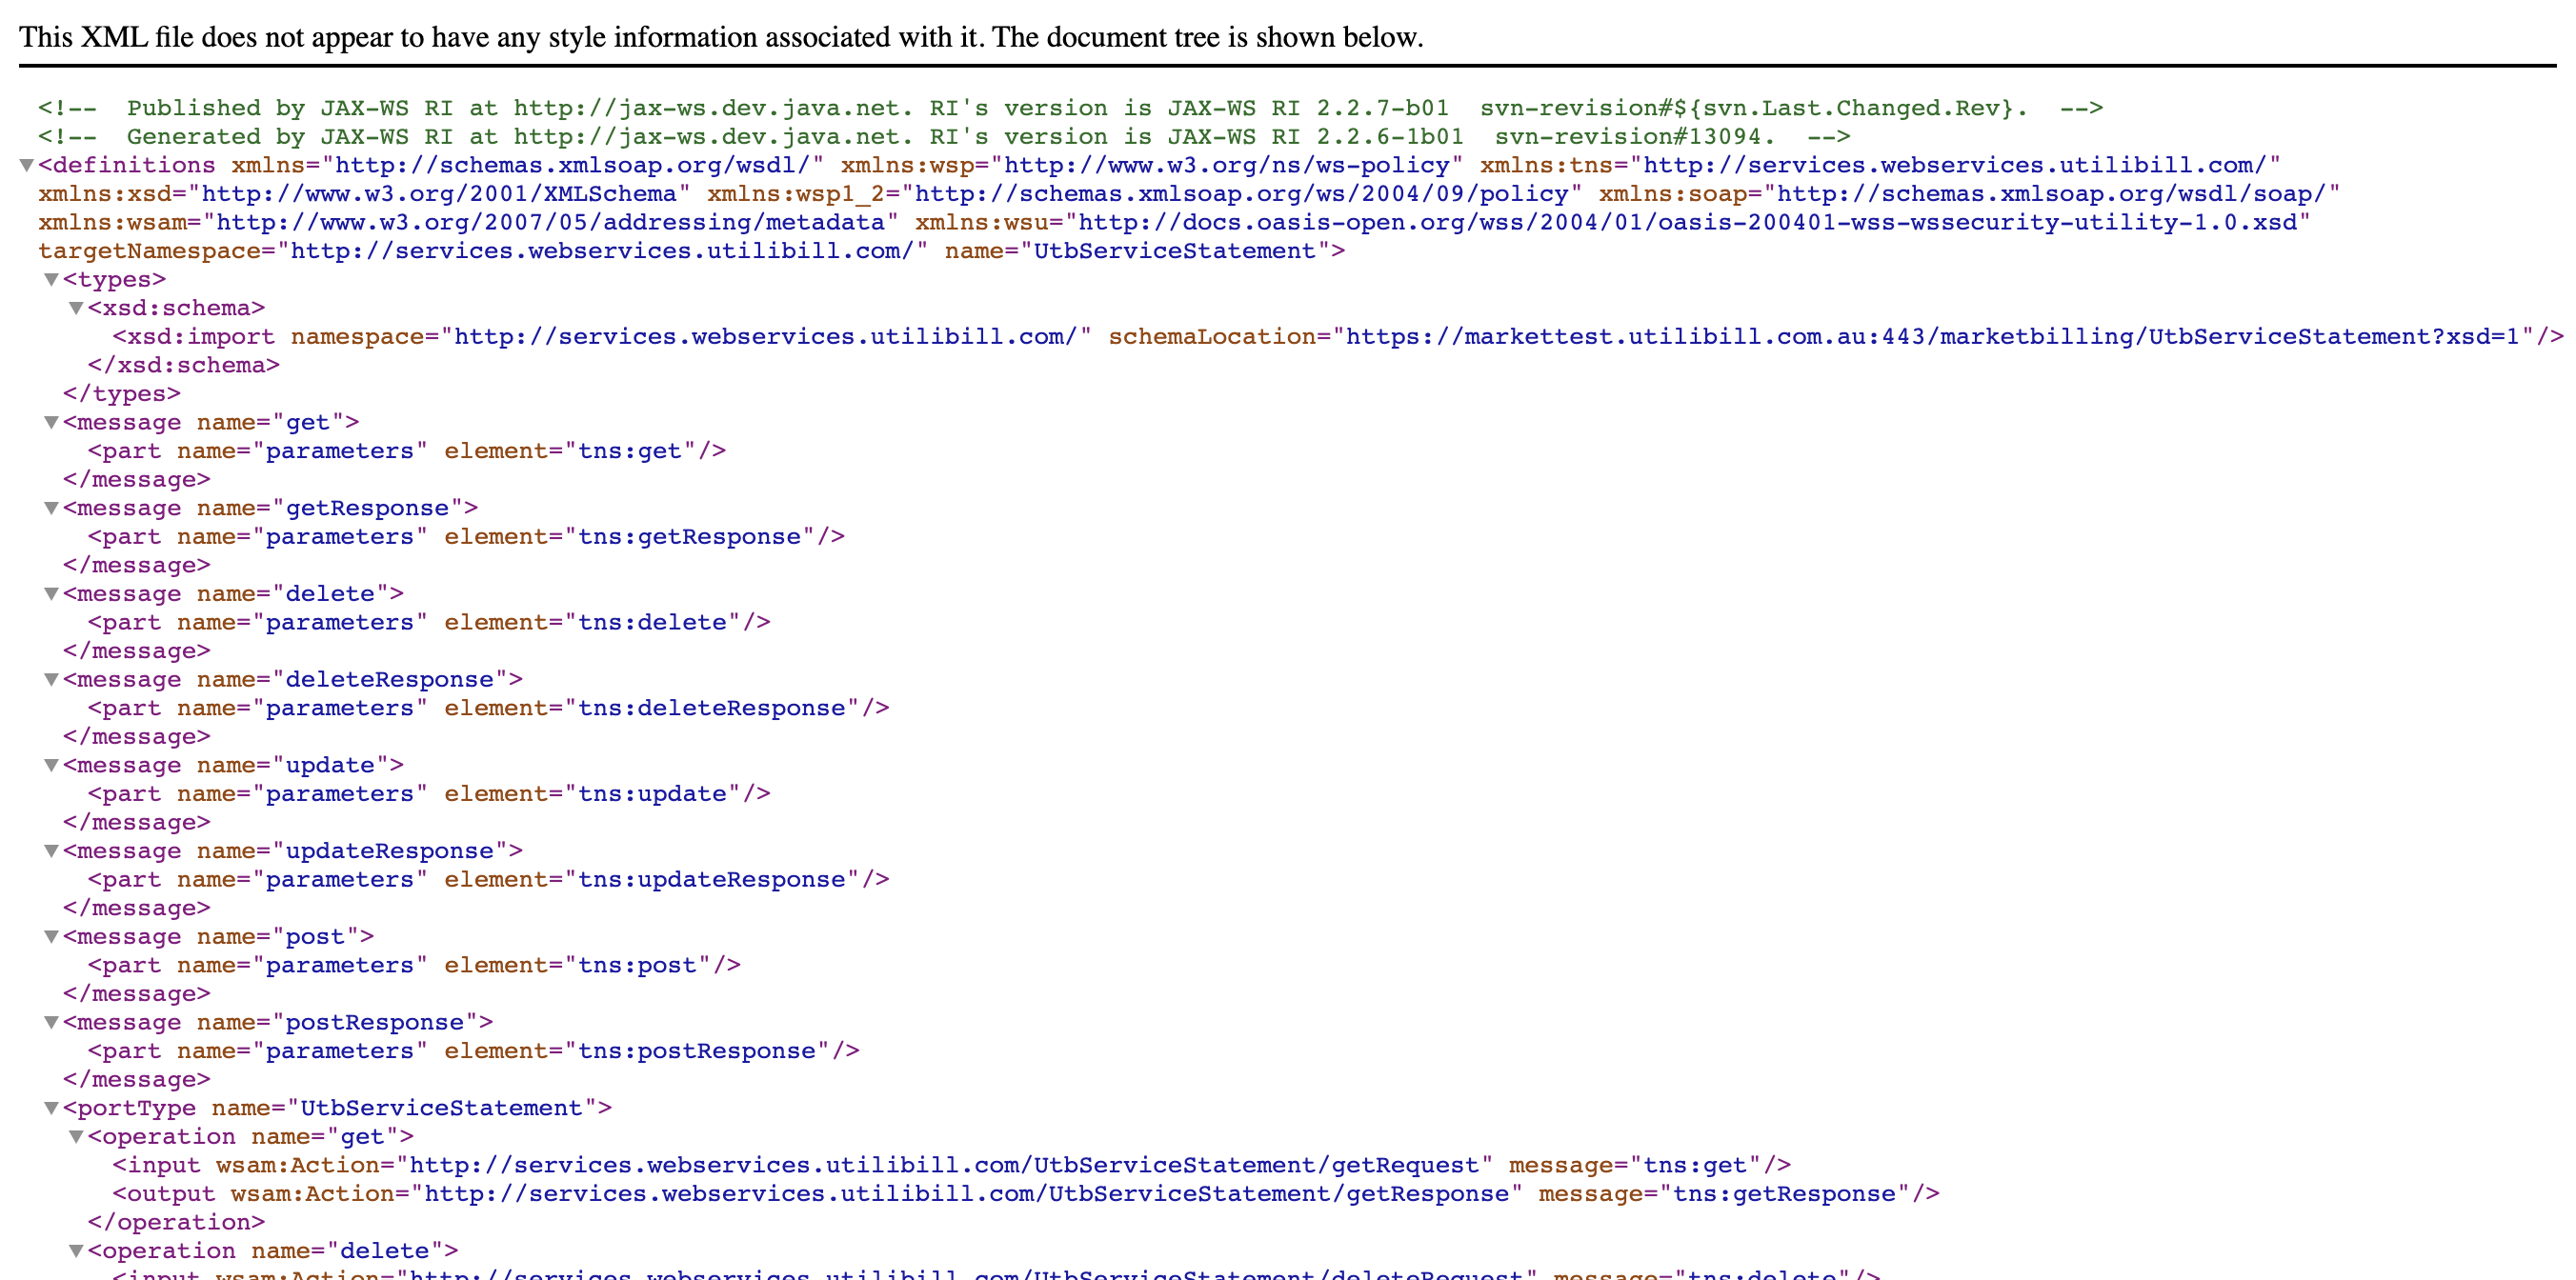 This XML file does not appear to have any style information associated with it. The document tree is shown below.
<!--  Published by JAX-WS RI at http://jax-ws.dev.java.net. RI's version is JAX-WS RI 2.2.7-b01  svn-revision#${svn.Last.Changed.Rev}.  -->
<!--  Generated by JAX-WS RI at http://jax-ws.dev.java.net. RI's version is JAX-WS RI 2.2.6-1b01  svn-revision#13094.  -->
▼<definitions xmlns="http://schemas.xmlsoap.org/wsdl/" xmlns:wsp="http://www.w3.org/ns/ws-policy" xmlns:tns="http://services.webservices.utilibill.com/"
xmlns:xsd="http://www.w3.org/2001/XMLSchema" xmlns:wsp1_2="http://schemas.xmlsoap.org/ws/2004/09/policy" xmlns:soap="http://schemas.xmlsoap.org/wsdl/soap/"
xmlns:wsam="http://www.w3.org/2007/05/addressing/metadata" xmlns:wsu="http://docs.oasis-open.org/wss/2004/01/oasis-200401-wss-wssecurity-utility-1.0.xsd"
targetNamespace="http://services.webservices.utilibill.com/" name="UtbServiceStatement">
▼<types>
▼<xsd:schema>
<xsd:import namespace="http://services.webservices.utilibill.com/" schemaLocation="https://markettest.utilibill.com.au:443/marketbilling/UtbServiceStatement?xsd=1"/>
</xsd:schema>
</types>
▼<message name="get">
<part name="parameters" element="tns:get"/>
</message>
▼<message name="getResponse">
<part name="parameters" element="tns:getResponse"/>
</message>
▼<message name="delete">
<part name="parameters" element="tns:delete"/>
</message>
▼<message name="deleteResponse">
<part name="parameters" element="tns:deleteResponse"/>
</message>
▼<message name="update">
<part name="parameters" element="tns:update"/>
</message>
▼<message name="updateResponse">
<part name="parameters" element="tns:updateResponse"/>
</message>
▼<message name="post">
<part name="parameters" element="tns:post"/>
</message>
▼<message name="postResponse">
<part name="parameters" element="tns:postResponse"/>
</message>
▼<portType name="UtbServiceStatement">
▼<operation name="get">
<input wsam:Action="http://services.webservices.utilibill.com/UtbServiceStatement/getRequest" message="tns:get"/>
<output wsam:Action="http://services.webservices.utilibill.com/UtbServiceStatement/getResponse" message="tns:getResponse"/>
</operation>
▼<operation name="delete">
<input wsam:Action="http://services.webservices.utilibill.com/UtbServiceStatement/deleteRequest" message="tns:delete"/>